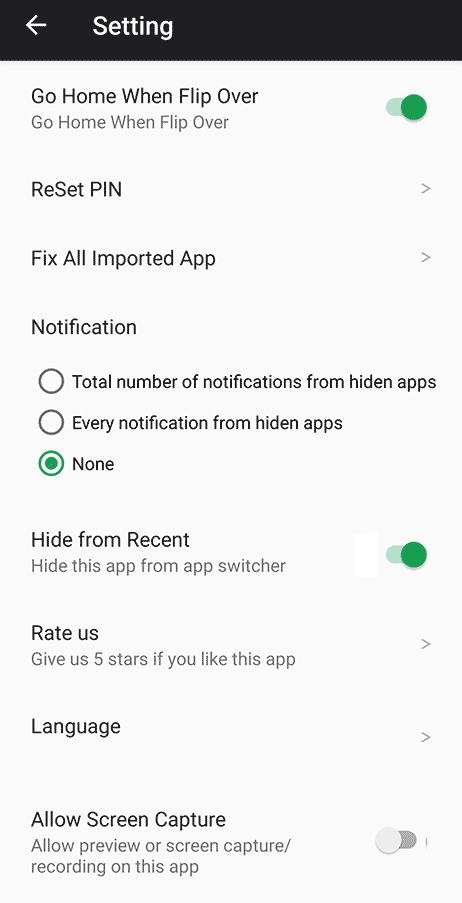 Setting
Go Home When Flip Over
Go Home When Flip Over
ReSet PIN
Fix All Imported App
Notification
Total number of notifications from hiden apps
Every notification from hiden apps
None
Hide from Recent
Hide this app from app switcher
Rate us
Give us 5 stars if you like this app
Language
Allow Screen Capture
Allow preview or screen capture/
recording on this app